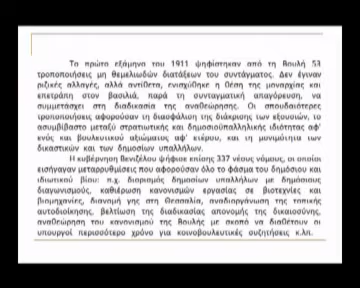 Το πρώτο εξάμηνο του 1911 ψηφίστηκαν από τη Βουλή 53
τροποποιήσεις μη θεμελιωδών διατάξεων του συντάγματος. Δεν έγιναν
ριζικές αλλαγές, αλλά αντίθετα, ενισχύθηκε η θέση της μοναρχίας και
επετράπη στον βασιλιά, παρά τη συνταγματική απαγόρευση, να
συμμετάσχει στη διαδικασία της αναθεώρησης. Οι σπουδαιότερες
τροποποιήσεις αφορούσαν τη διασφάλιση της διάκρισης των εξουσιών, το
ασυμβίβαστο μεταξύ στρατιωτικής και δημοσιοϋπαλληλικής ιδιότητας αφ'
ενός και βουλευτικού αξιώματος αφ' ετέρου, και τη μονιμότητα των
δικαστικών και των δημοσίων υπαλλήλων.
Η κυβέρνηση Βενιζέλου ψήφισε επίσης 337 νέους νόμους, οι οποίοι
εισήγαγαν μεταρρυθμίσεις που αφορούσαν όλο το φάσμα του δημόσιου και
ιδιωτικού βίου: π.χ. διορισμός δημοσίων υπαλλήλων με δημόσιους
διαγωνισμούς, καθιέρωση κανονισμών εργασίας σε βιοτεχνίες και
βιομηχανίες, διανομή γης στη Θεσσαλία, αναδιοργάνωση της τοπικής
αυτοδιοίκησης, βελτίωση της διαδικασίας απονομής της δικαιοσύνης,
αναθεώρηση του κανονισμού της Βουλής με σκοπό να διαθέτουν οι
υπουργοί περισσότερο χρόνο για κοινοβουλευτικές συζητήσεις κ.λπ.